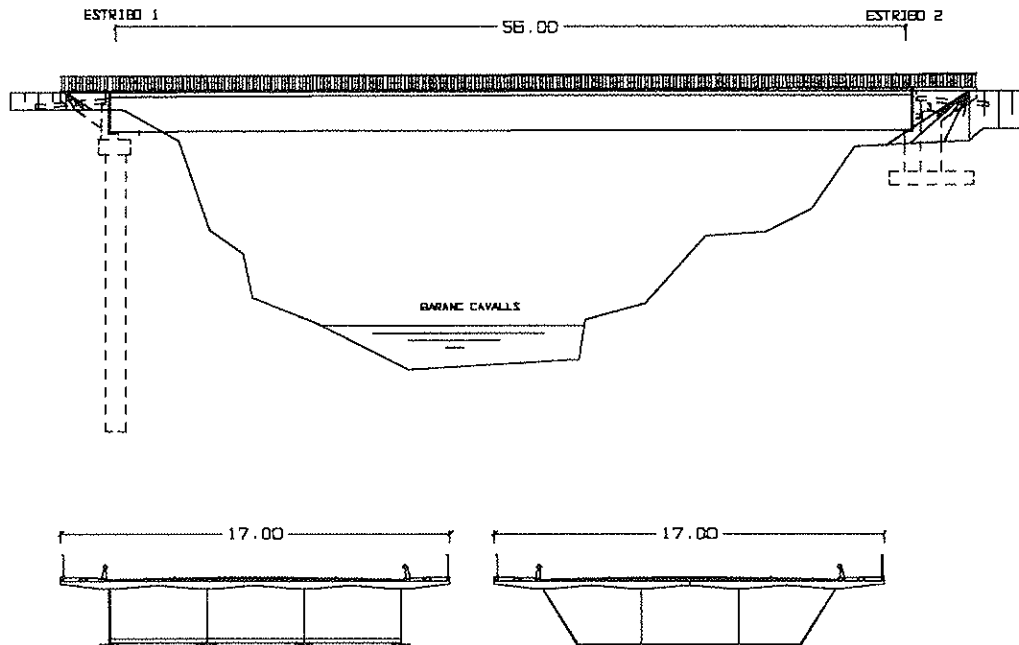 ESTRIBO 1
ESTRIBO 2
56.00
BARANC CAVALLS
17.00
17.00